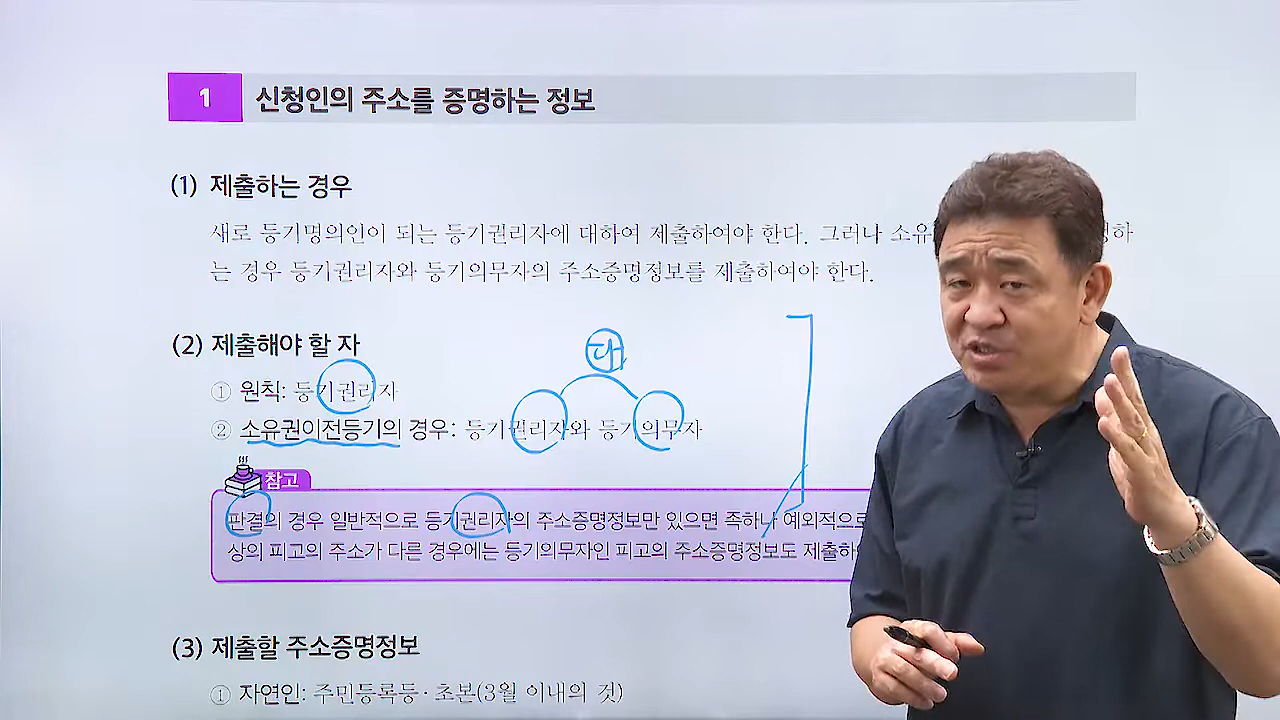 1 신청인의 주소를 증명하는 정보
(1) 제출하는 경우
새로 등기명의인이 되는 등기권리자에 대하여 제출하여야 한다. 그러나 소유 하
는 경우 등기권리자와 등기의무자의 주소증명정보를 제출하여야 한다.
(2) 제출해야 할 자
다
① 원칙: 등기권리자
② 소유권이전등기의 경우: 등기권리자와 등기의무자
참고
판결의 경우 일반적으로 등기권리자의 주소증명정보만 있으면 족하나 예외적으로
상의 피고의 주소가 다른 경우에는 등기의무자인 피고의 주소증명정보도 제출하
(3) 제출할 주소증명정보
① 자연인: 주민등록등·초본(3월 이내의 것)